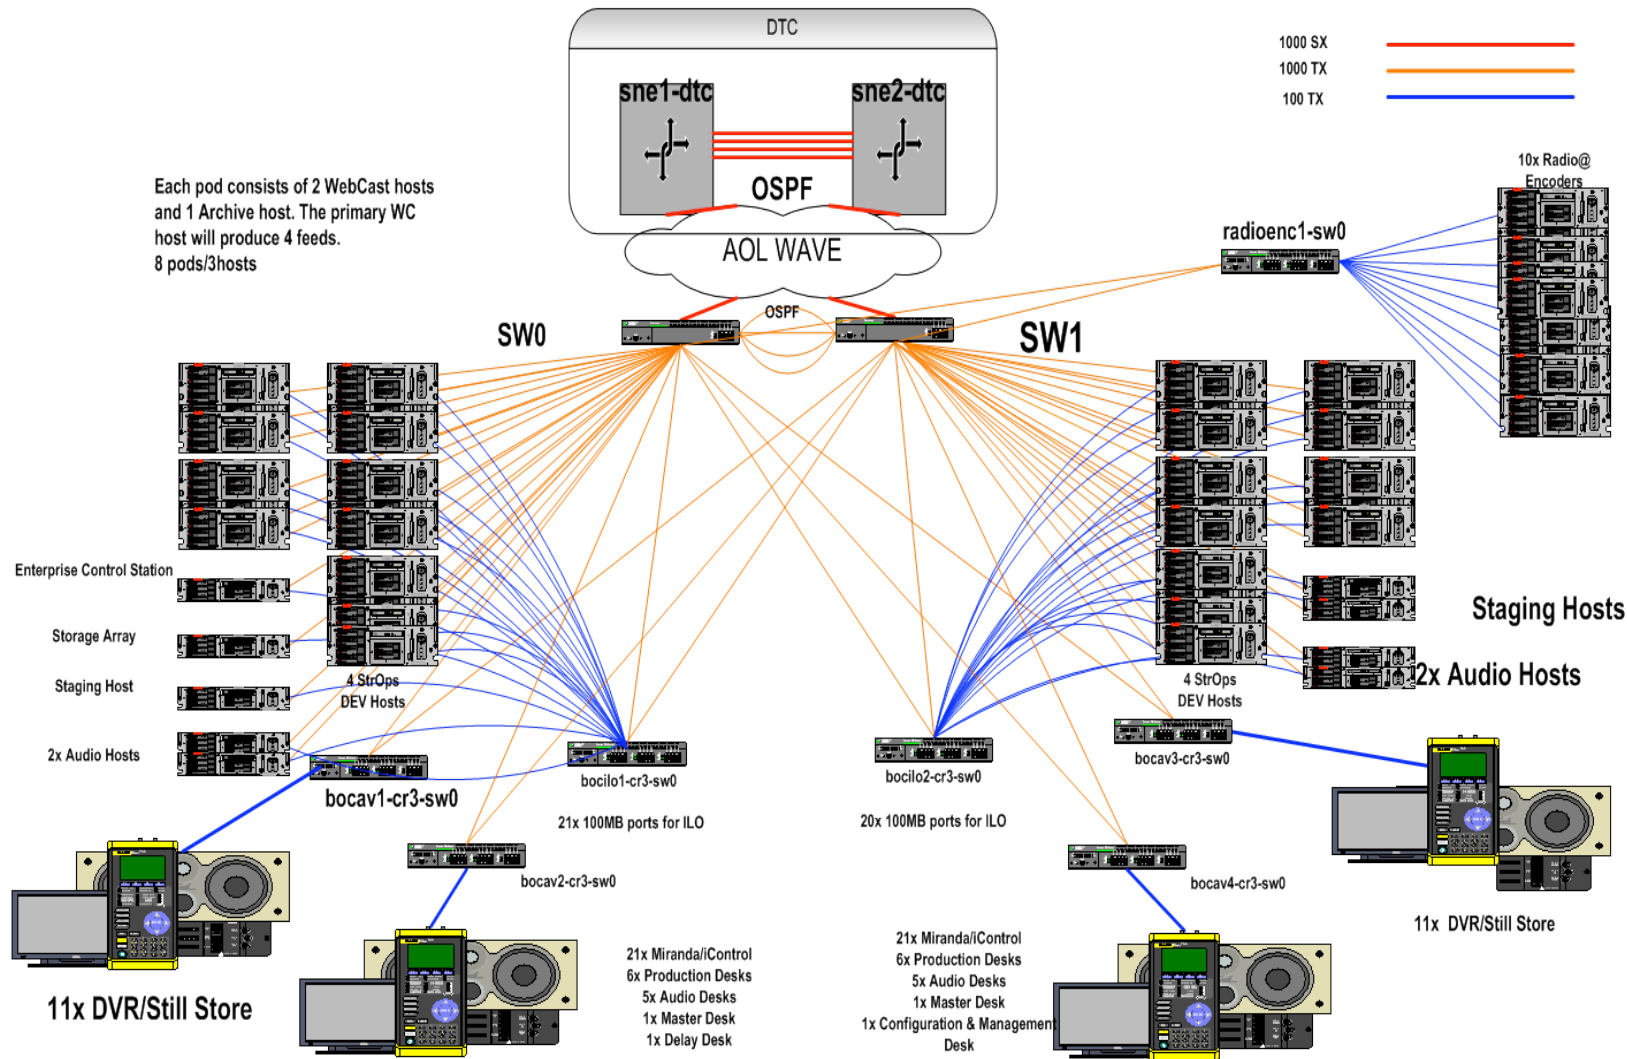 DTC
sne1-dtc
sne2-dtc
OSPF
AOL WAVE
1000 SX
1000 TX
100 TX
Each pod consists of 2 WebCast hosts
and 1 Archive host. The primary WC
host will produce 4 feeds.
8 pods/3hosts
10x Radio@
Encoders
radioenc1-sw0
SW0
OSPF
SW1
Enterprise Control Station
Storage Array
Staging Host
2x Audio Hosts
4 StrOps
DEV Hosts
4 StrOps
DEV Hosts
Staging Hosts
2x Audio Hosts
bocav1-cr3-sw0
bocilo1-cr3-sw0
bocilo2-cr3-sw0
bocav3-cr3-sw0
21x 100MB ports for ILO
20x 100MB ports for ILO
bocav2-cr3-sw0
bocav4-cr3-sw0
11x DVR/Still Store
21x Miranda/iControl
6x Production Desks
5x Audio Desks
1x Master Desk
1x Delay Desk
21x Miranda/iControl
6x Production Desks
5x Audio Desks
1x Master Desk
1x Configuration & Management
Desk
11x DVR/Still Store